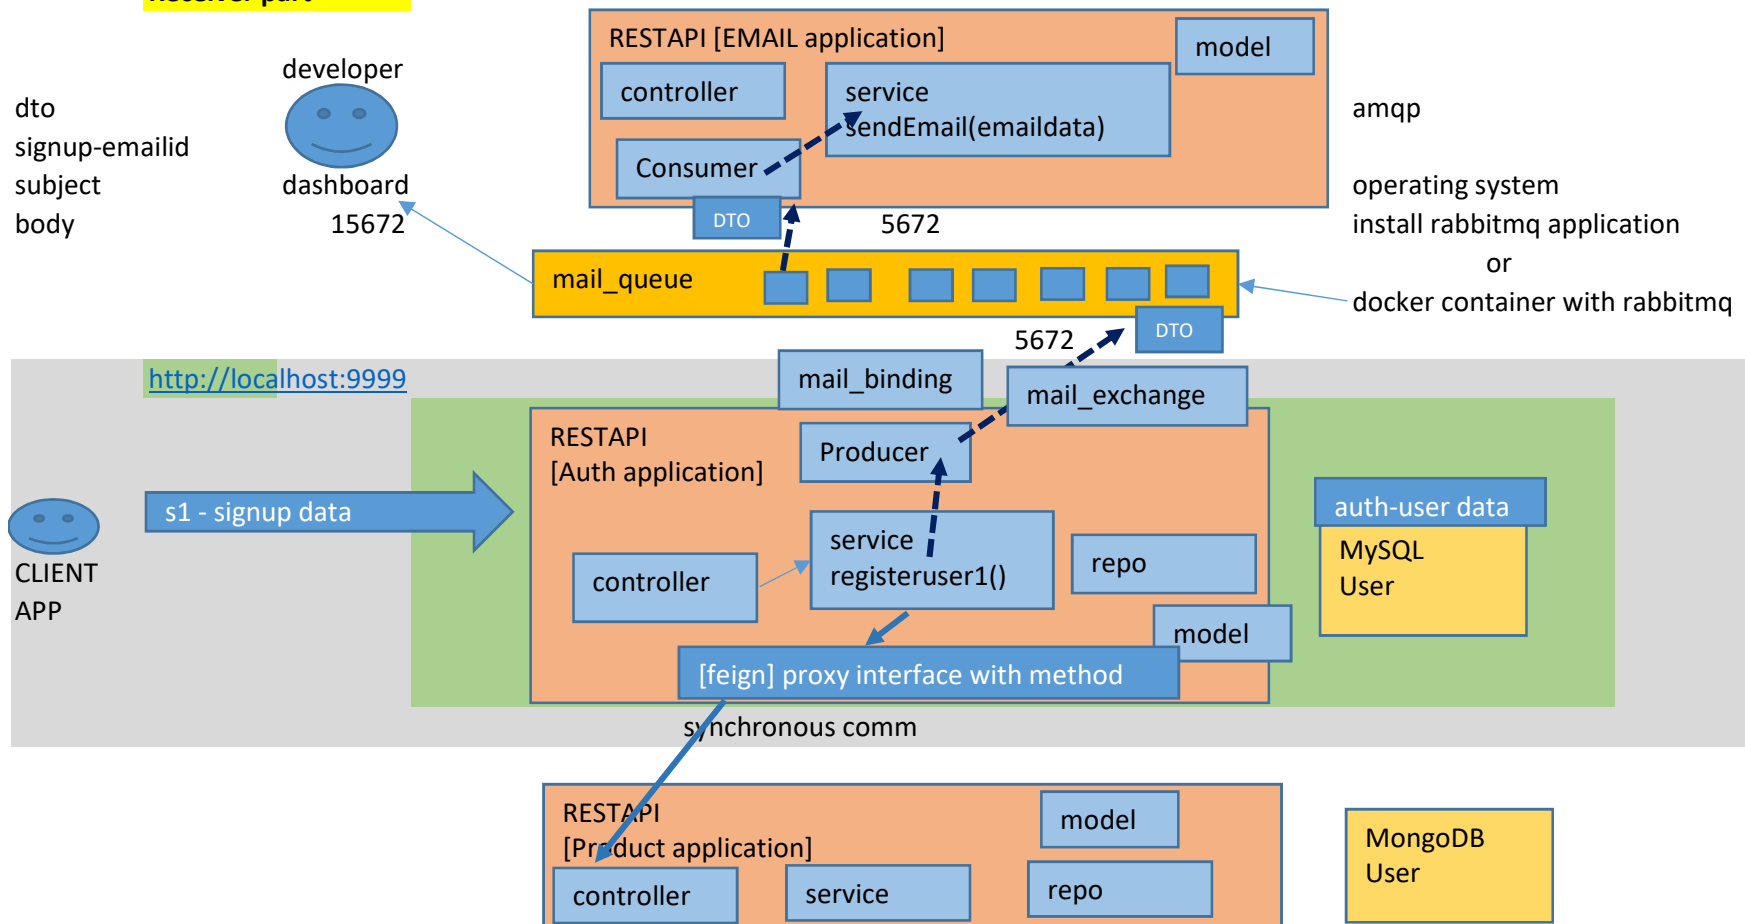 Receiver part
RESTAPI [EMAIL application]
model
developer
controller
service
sendEmail(emaildata)
dto
signup-emailid
subject
body
amqp
Consumer
dashboard
15672
DTO
5672
operating system
install rabbitmq application
or
docker container with rabbitmq
mail_queue
DTO
5672
http://localhost:9999
mail_binding
mail_exchange
RESTAPI
[Auth application]
Producer
s1 - signup data
auth-user data
MySQL
User
CLIENT
APP
controller
service
registeruser1()
repo
model
[feign] proxy interface with method
synchronous comm
RESTAPI
[Product application]
model
controller
service
repo
MongoDB
User